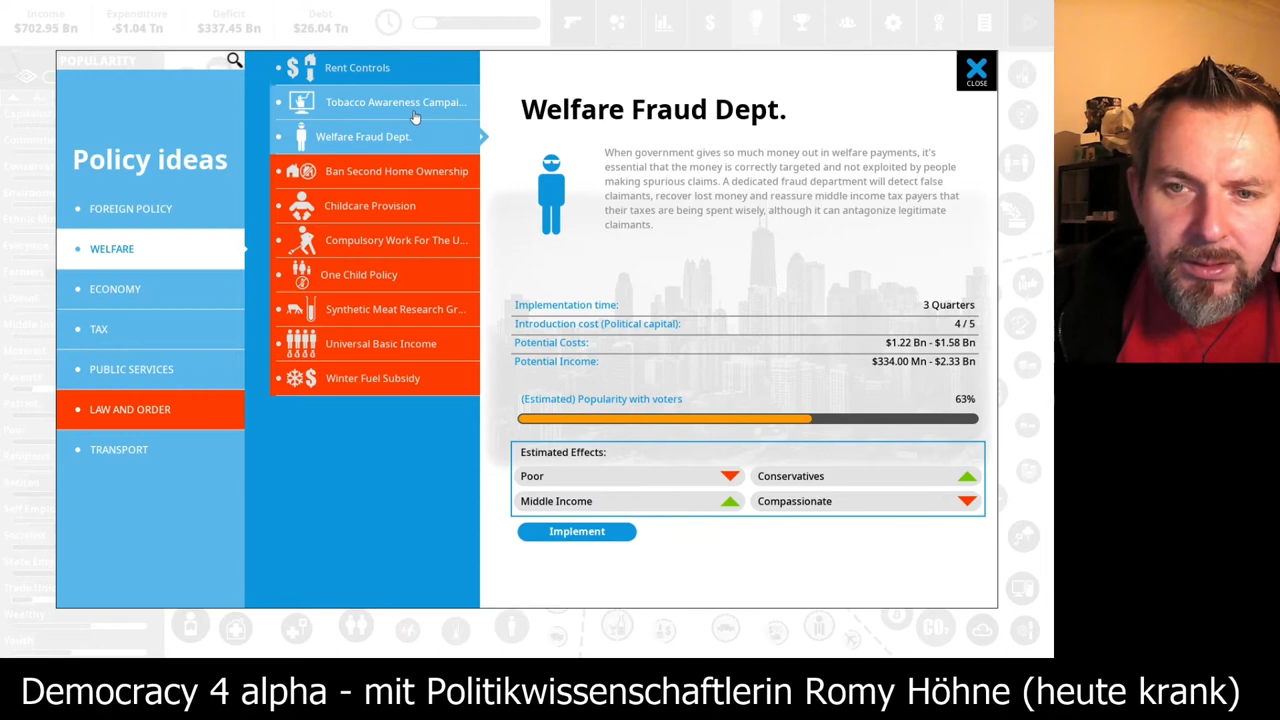 Income
Expenditure
Deficit
Debt
$702.95 Bn
-$1.04 Tn
$337.45 Bn
$26.04 Tn
POPULARITY
Policy ideas
FOREIGN POLICY
WELFARE
ECONOMY
TAX
PUBLIC SERVICES
LAW AND ORDER
TRANSPORT
Rent Controls
Tobacco Awareness Campai...
Welfare Fraud Dept.
Ban Second Home Ownership
Childcare Provision
Compulsory Work For The U...
One Child Policy
Synthetic Meat Research Gr...
Universal Basic Income
Winter Fuel Subsidy
CLOSE
Welfare Fraud Dept.
When government gives so much money out in welfare payments, it's
essential that the money is correctly targeted and not exploited by people
making spurious claims. A dedicated fraud department will detect false
claimants, recover lost money and reassure middle income tax payers that
their taxes are being spent wisely, although it can antagonize legitimate
claimants.
Implementation time: 3 Quarters
Introduction cost (Political capital): 4 / 5
Potential Costs: $1.22 Bn - $1.58 Bn
Potential Income: $334.00 Mn - $2.33 Bn
(Estimated) Popularity with voters 63%
Estimated Effects:
Poor Conservatives
Middle Income Compassionate
Implement
CO₂
Democracy 4 alpha - mit Politikwissenschaftlerin Romy Höhne (heute krank)